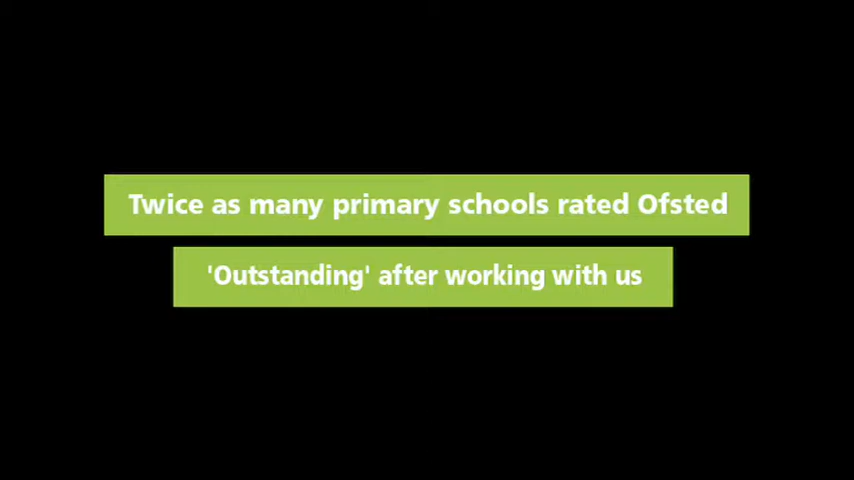 Twice as many primary schools rated Ofsted
'Outstanding' after working with us